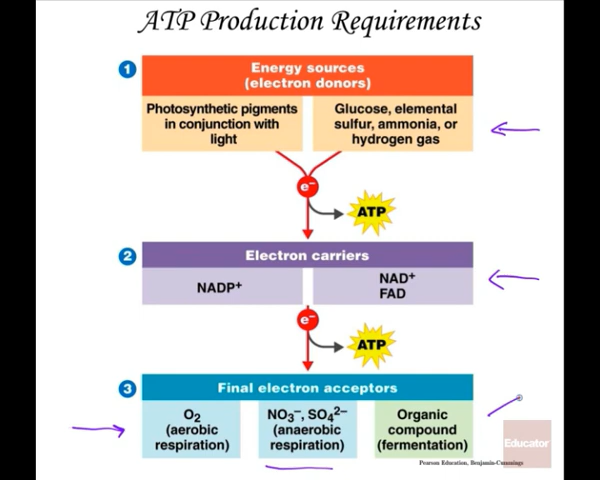 ATP Production Requirements
1
Energy sources
(electron donors)
Photosynthetic pigments
in conjunction with
light
Glucose, elemental
sulfur, ammonia, or
hydrogen gas
e⁻
ATP
2
Electron carriers
NADP⁺
NAD⁺
FAD
e⁻
ATP
3
Final electron acceptors
O₂
(aerobic
respiration)
NO₃⁻, SO₄²⁻
(anaerobic
respiration)
Organic
compound
(fermentation)
Educator
Pearson Education, Benjamin-Cummings